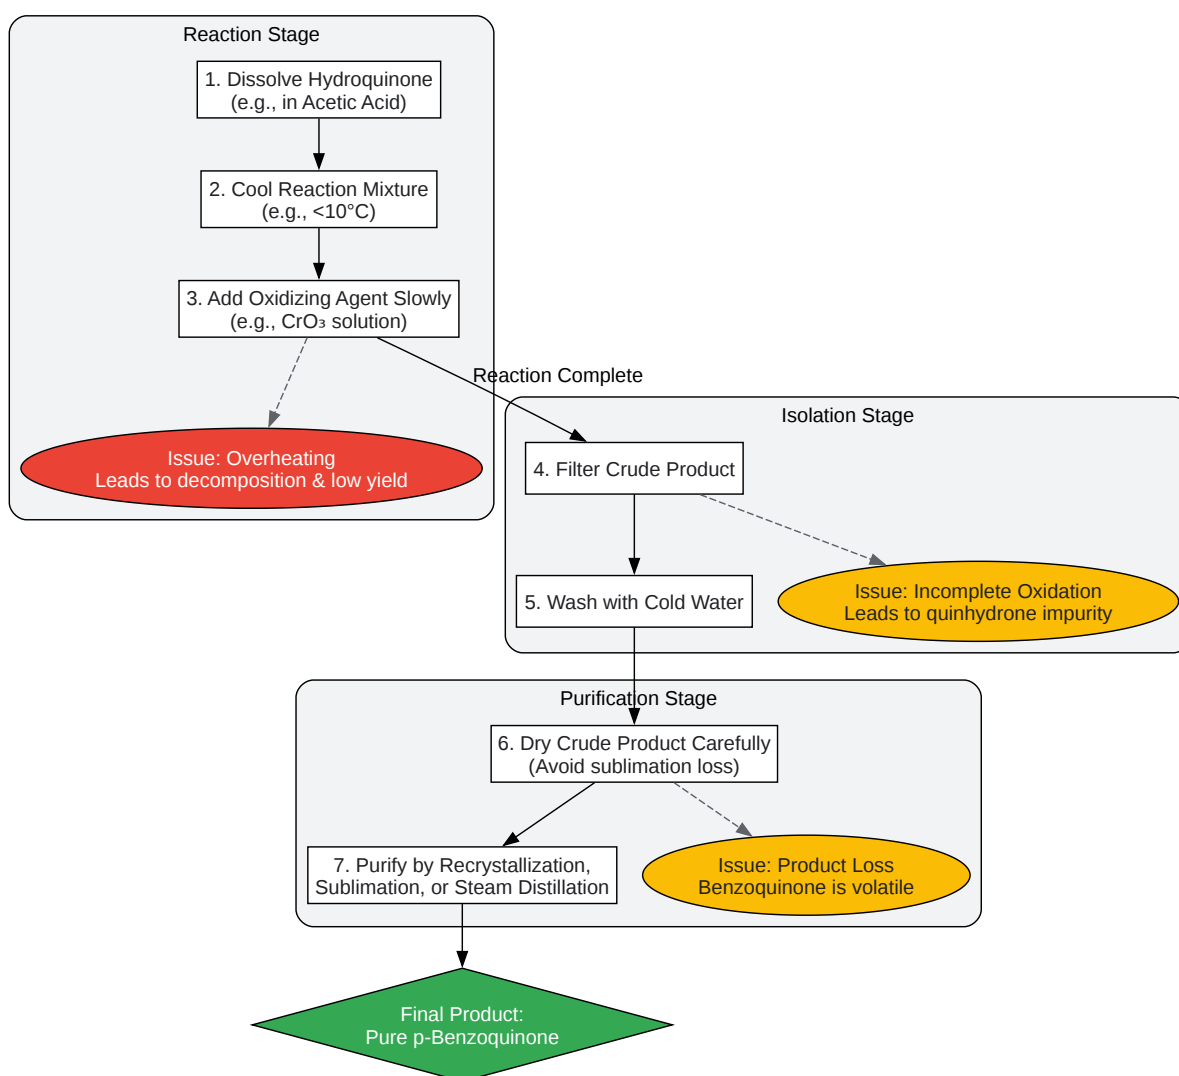 Reaction Stage
1. Dissolve Hydroquinone
(e.g., in Acetic Acid)
2. Cool Reaction Mixture
(e.g., <10°C)
3. Add Oxidizing Agent Slowly
(e.g., CrO₃ solution)
Reaction Complete
Issue: Overheating
Leads to decomposition & low yield
Isolation Stage
4. Filter Crude Product
5. Wash with Cold Water
Issue: Incomplete Oxidation
Leads to quinhydrone impurity
Purification Stage
6. Dry Crude Product Carefully
(Avoid sublimation loss)
7. Purify by Recrystallization,
Sublimation, or Steam Distillation
Issue: Product Loss
Benzoquinone is volatile
Final Product:
Pure p-Benzoquinone